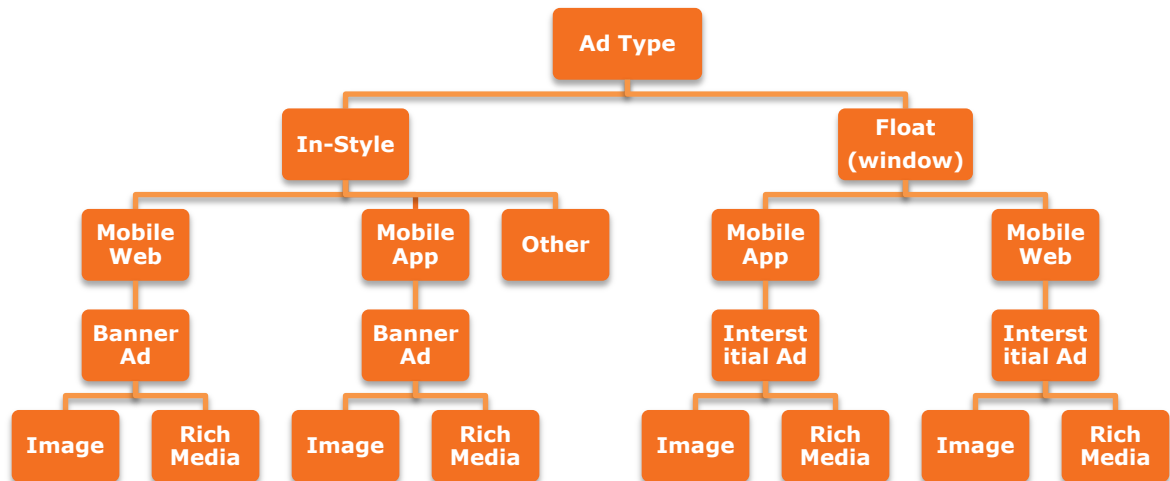 Ad Type
In-Style
Float
(window)
Mobile
Web
Mobile
App
Other
Mobile
App
Mobile
Web
Banner
Ad
Banner
Ad
Interst
itial Ad
Interst
itial Ad
Image
Rich
Media
Image
Rich
Media
Image
Rich
Media
Image
Rich
Media